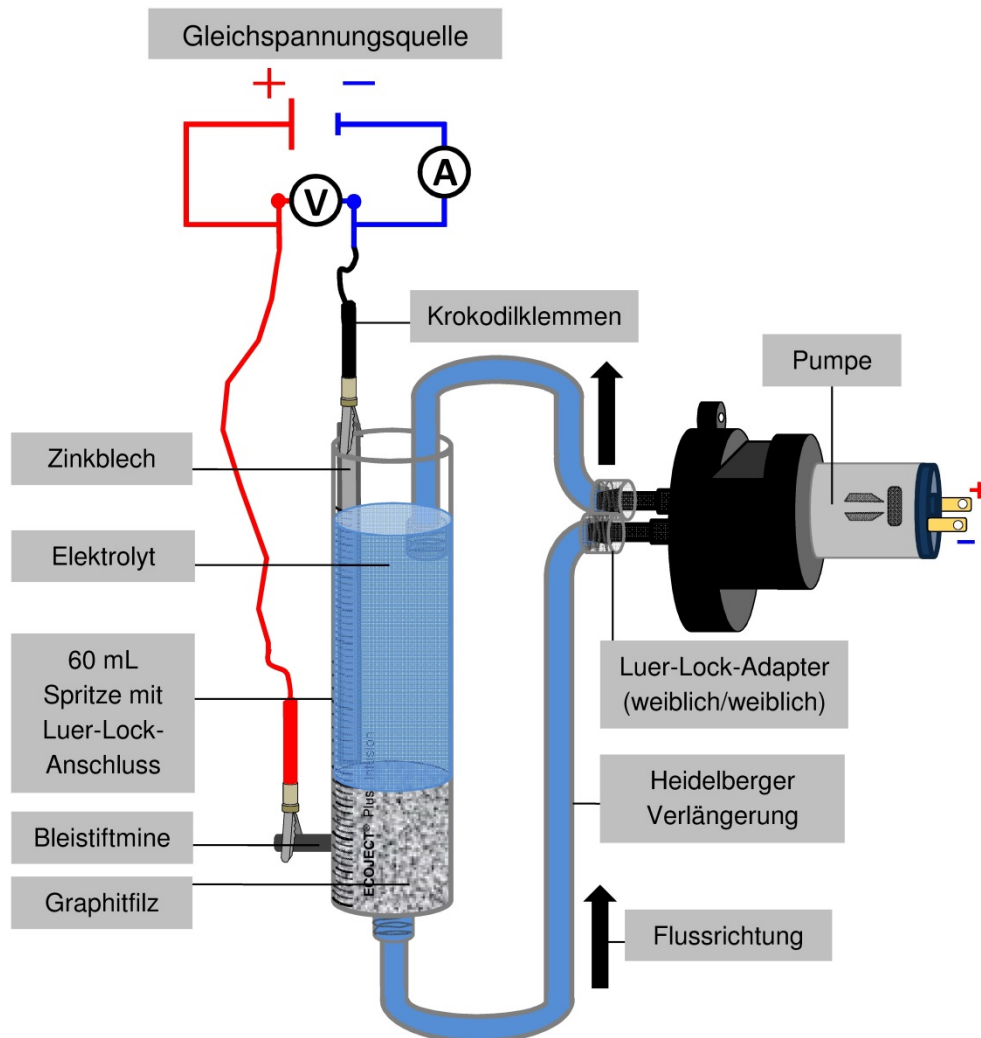 Gleichspannungsquelle
+ −
V
A
Krokodilklemmen
Pumpe
Zinkblech
+
−
Elektrolyt
60 mL
Spritze mit
Luer-Lock-
Anschluss
Luer-Lock-Adapter
(weiblich/weiblich)
Heidelberger
Verlängerung
ECOJECT® Plus Infusion
Bleistiftmine
Graphitfilz
Flussrichtung